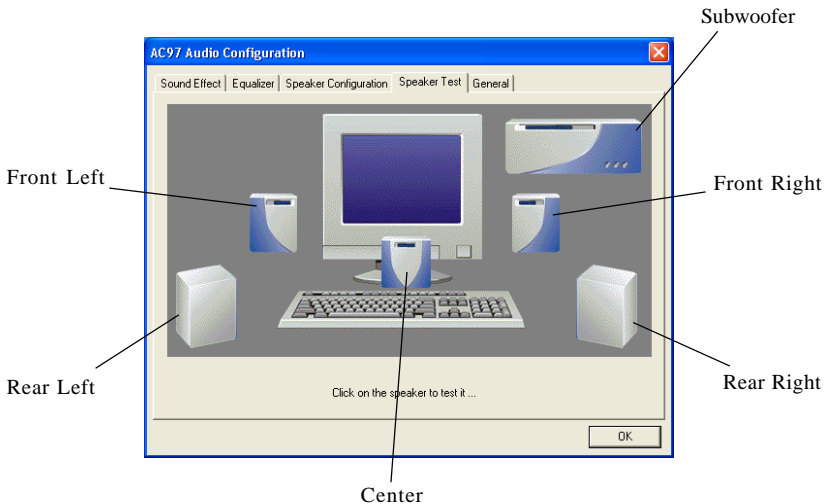 Subwoofer
AC97 Audio Configuration
Sound Effect Equalizer Speaker Configuration Speaker Test General
Front Left
Front Right
Rear Left
Rear Right
Click on the speaker to test it ...
OK
Center